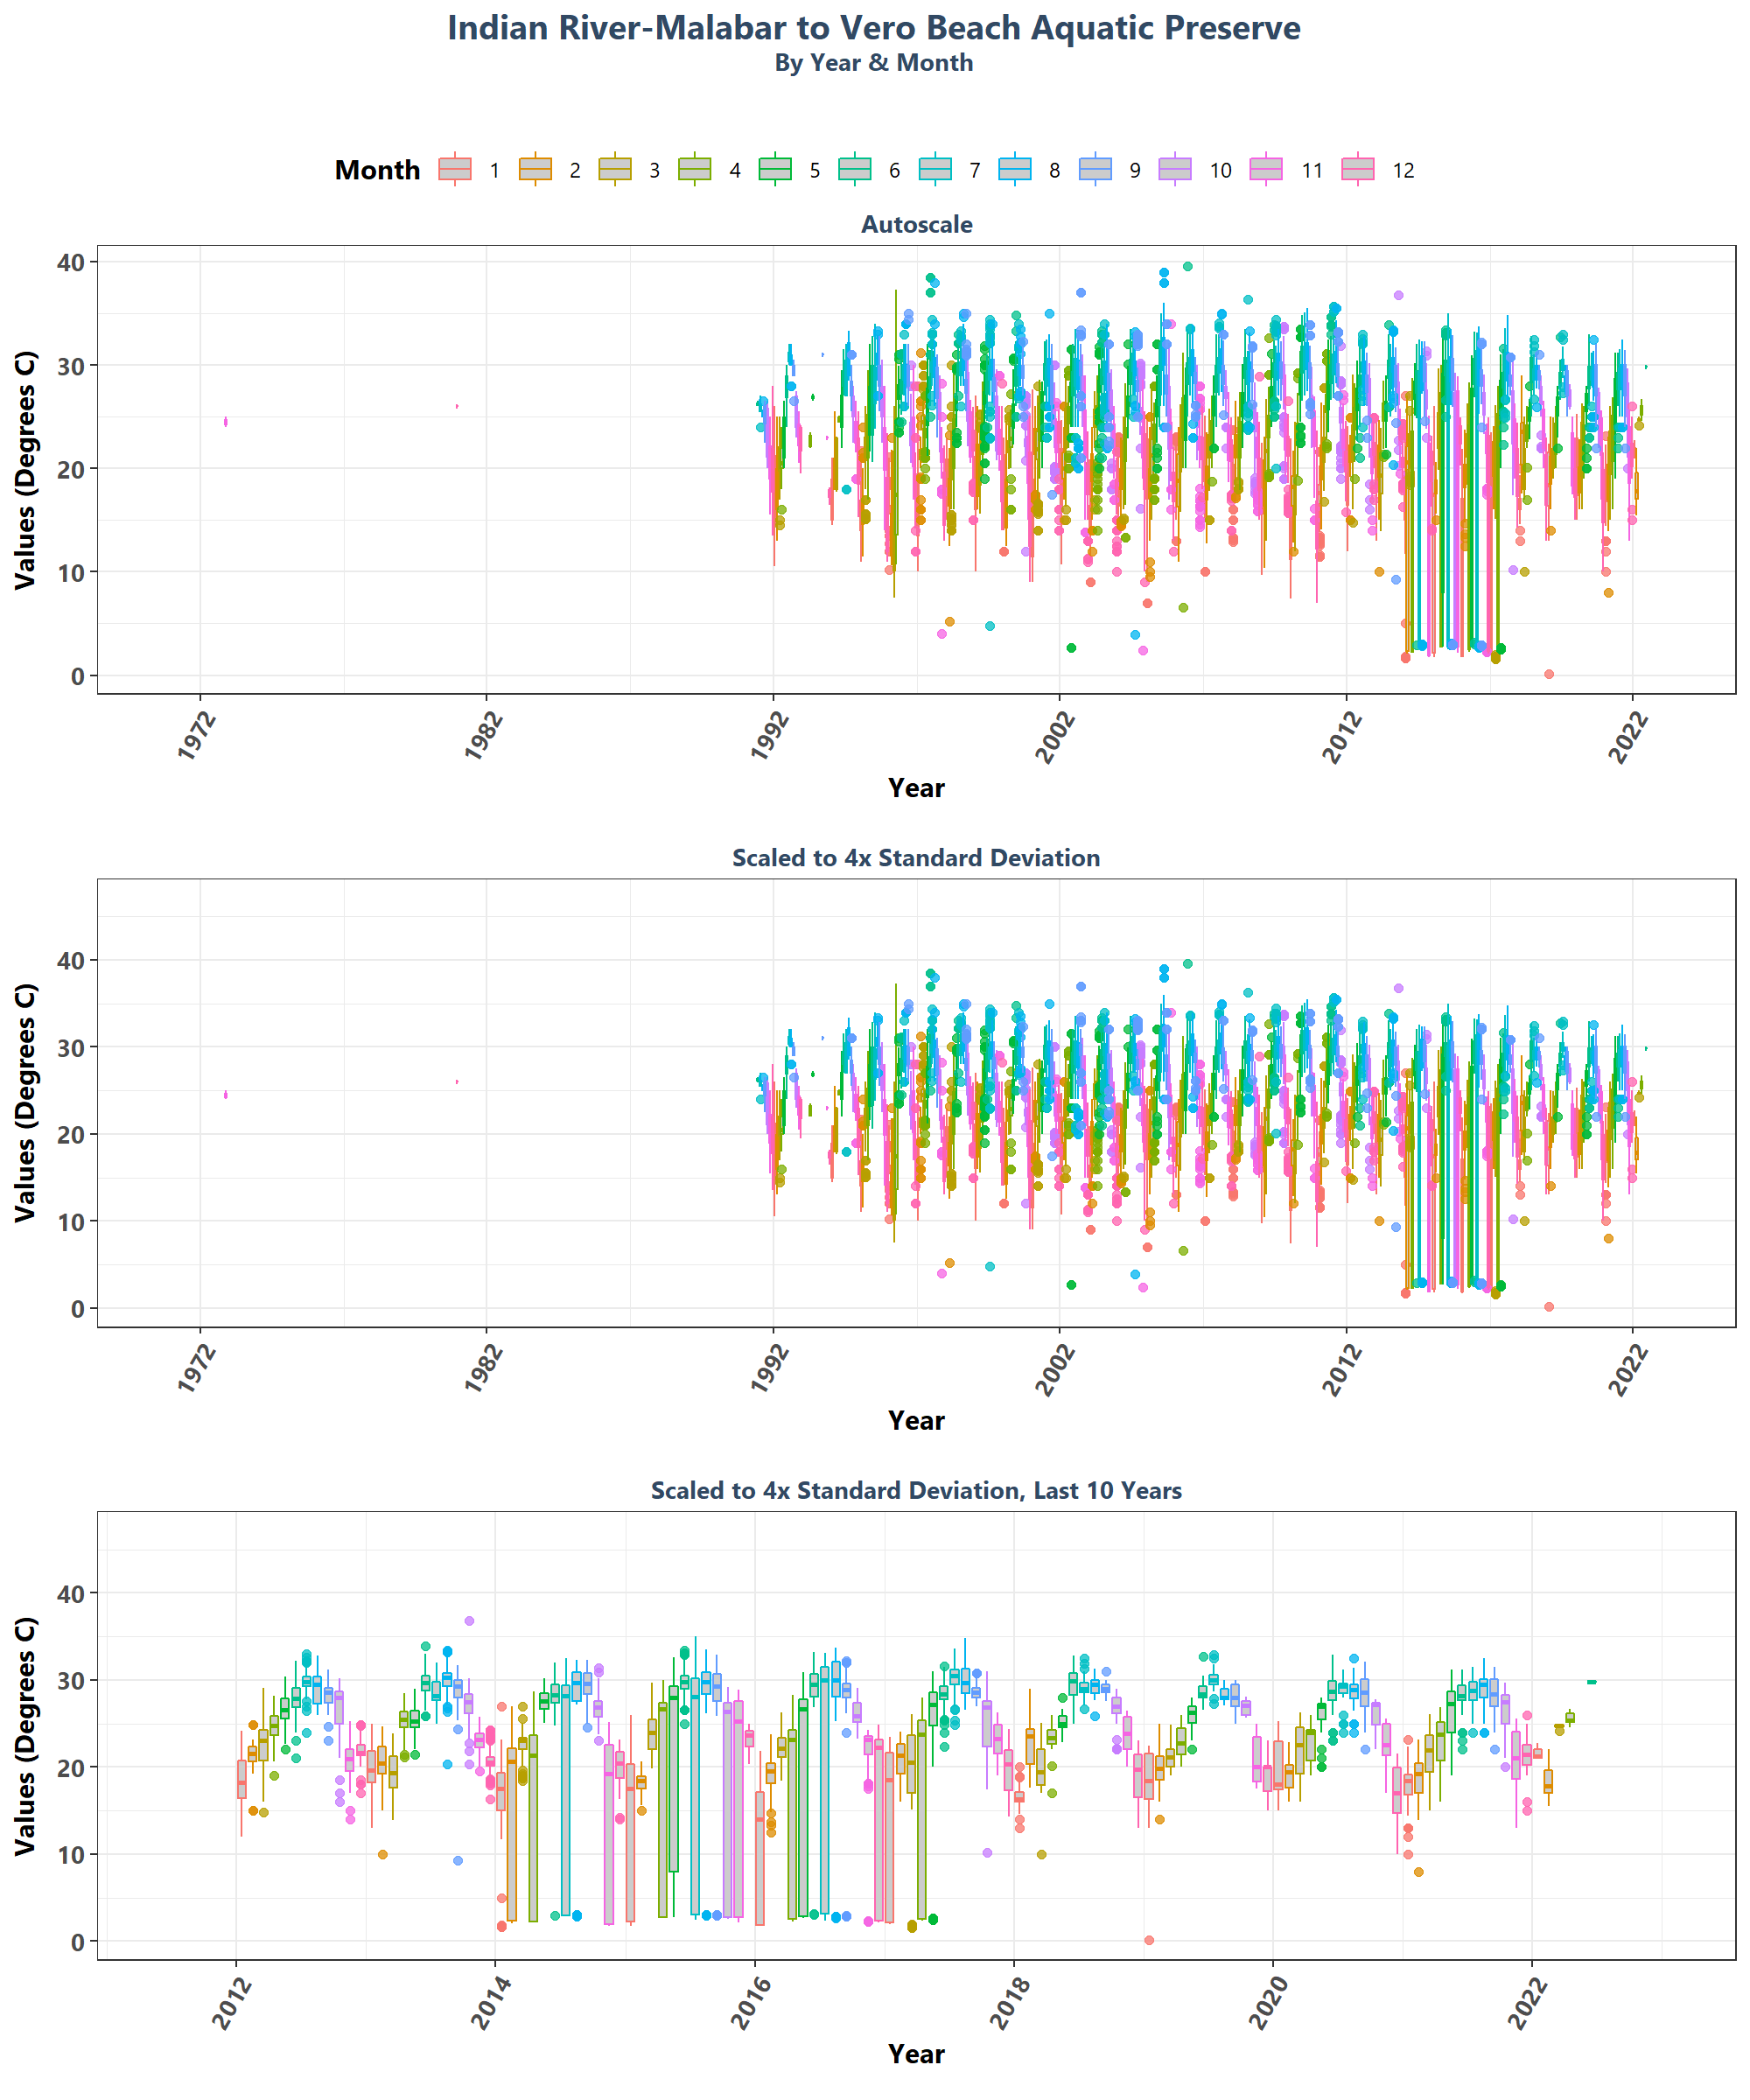 Indian River-Malabar to Vero Beach Aquatic Preserve
By Year & Month
Month 1 2 3 4 5 6 7 8 9 10 11 12
Autoscale
Values (Degrees C)
40
30
20
10
0
1972 1982 1992 2002 2012 2022
Year
Scaled to 4x Standard Deviation
Values (Degrees C)
40
30
20
10
0
1972 1982 1992 2002 2012 2022
Year
Scaled to 4x Standard Deviation, Last 10 Years
Values (Degrees C)
40
30
20
10
0
2012 2014 2016 2018 2020 2022
Year